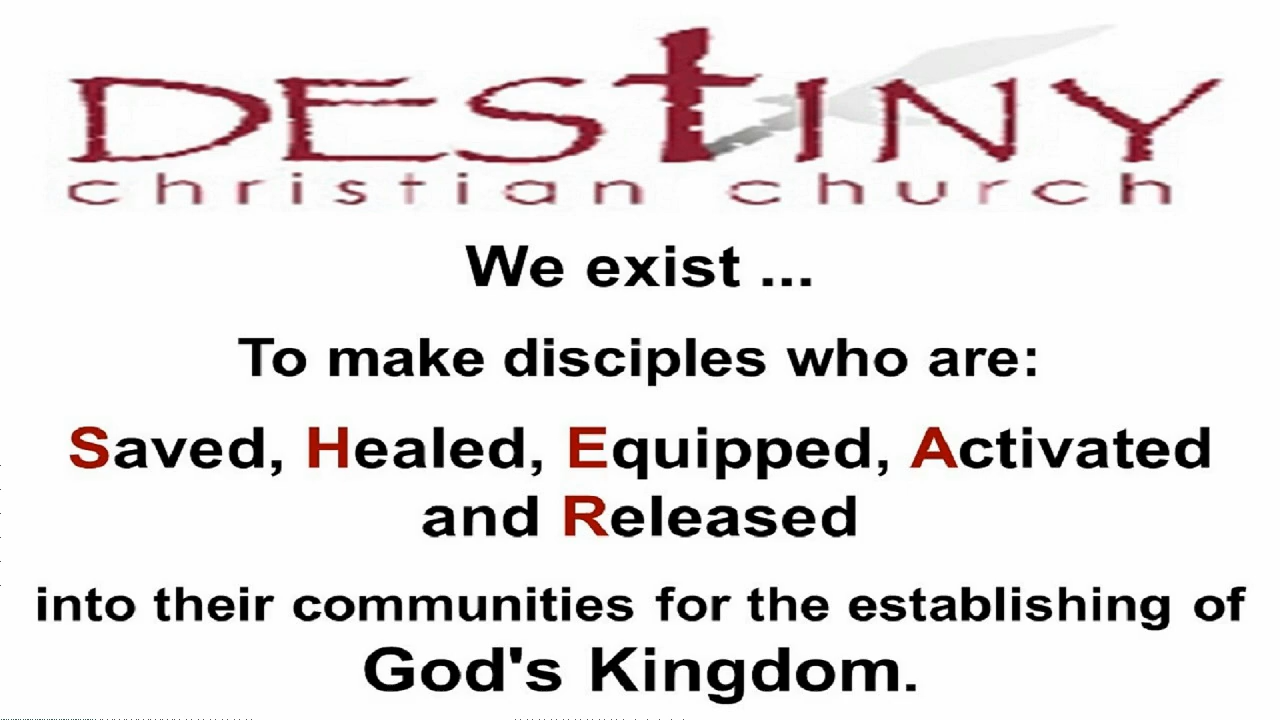 DEStINY
christian church
We exist ...
To make disciples who are:
Saved, Healed, Equipped, Activated
and Released
into their communities for the establishing of
God's Kingdom.